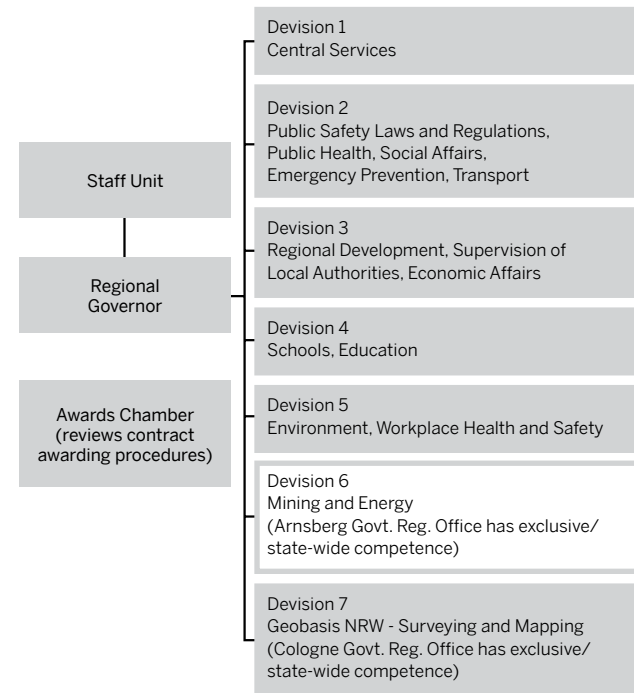 Staff Unit
Regional
Governor
Awards Chamber
(reviews contract
awarding procedures)
Devision 1
Central Services
Devision 2
Public Safety Laws and Regulations,
Public Health, Social Affairs,
Emergency Prevention, Transport
Devision 3
Regional Development, Supervision of
Local Authorities, Economic Affairs
Devision 4
Schools, Education
Devision 5
Environment, Workplace Health and Safety
Devision 6
Mining and Energy
(Arnsberg Govt. Reg. Office has exclusive/
state-wide competence)
Devision 7
Geobasis NRW - Surveying and Mapping
(Cologne Govt. Reg. Office has exclusive/
state-wide competence)